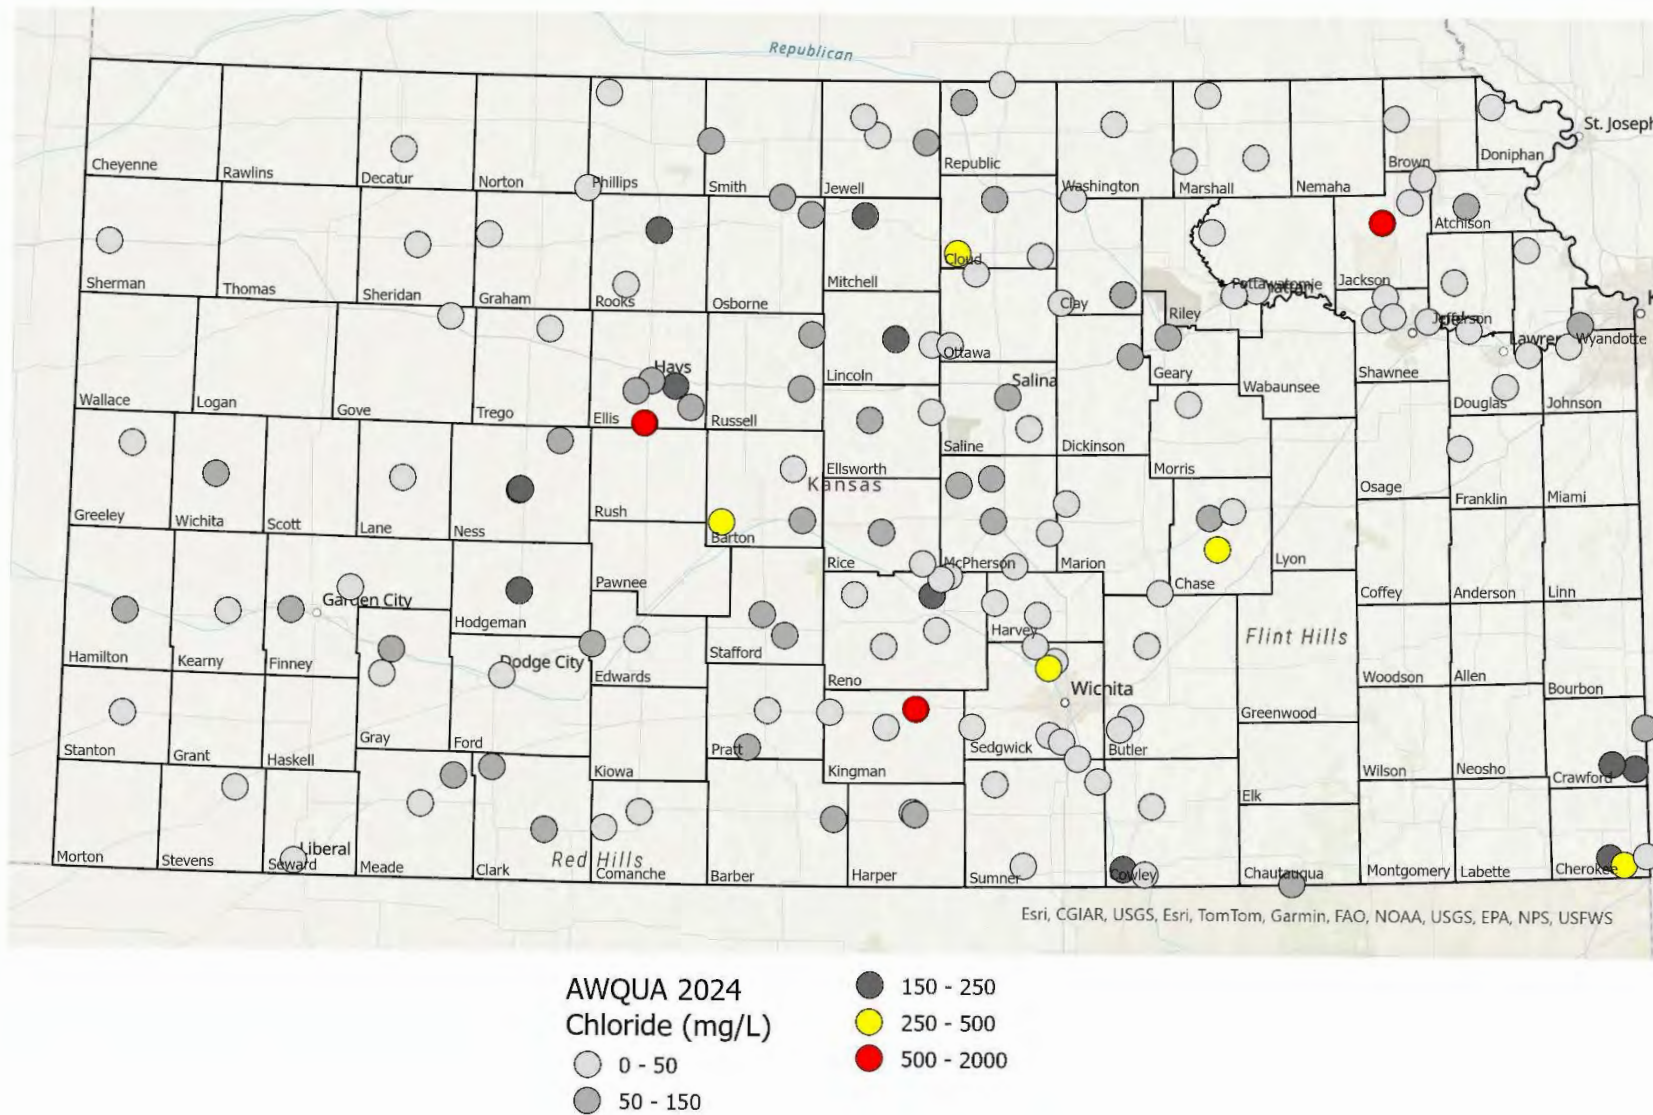 Republican
St. Joseph
Cheyenne
Rawlins
Decatur
Norton
Phillips
Smith
Jewell
Republic
Washington
Marshall
Nemaha
Brown
Doniphan
Atchison
Sherman
Thomas
Sheridan
Graham
Rooks
Osborne
Mitchell
Cloud
Clay
Riley
Pottawatomie
Jackson
Jefferson
Wyandotte
Wallace
Logan
Gove
Trego
Hays
Ellis
Russell
Lincoln
Ottawa
Salina
Saline
Dickinson
Geary
Wabaunsee
Shawnee
Douglas
Johnson
Greeley
Wichita
Scott
Lane
Ness
Rush
Barton
Ellsworth
Kansas
Rice
McPherson
Marion
Morris
Chase
Lyon
Osage
Franklin
Miami
Hamilton
Kearny
Finney
Garden City
Hodgeman
Pawnee
Stafford
Edwards
Dodge City
Reno
Harvey
Flint Hills
Coffey
Anderson
Linn
Woodson
Allen
Bourbon
Stanton
Grant
Haskell
Gray
Ford
Kiowa
Pratt
Kingman
Sedgwick
Wichita
Butler
Greenwood
Wilson
Neosho
Crawford
Morton
Stevens
Seward
Liberal
Meade
Clark
Red Hills
Comanche
Barber
Harper
Sumner
Cowley
Elk
Chautauqua
Montgomery
Labette
Cherokee
Esri, CGIAR, USGS, Esri, TomTom, Garmin, FAO, NOAA, USGS, EPA, NPS, USFWS
AWQUA 2024
Chloride (mg/L)
0 - 50
50 - 150
150 - 250
250 - 500
500 - 2000